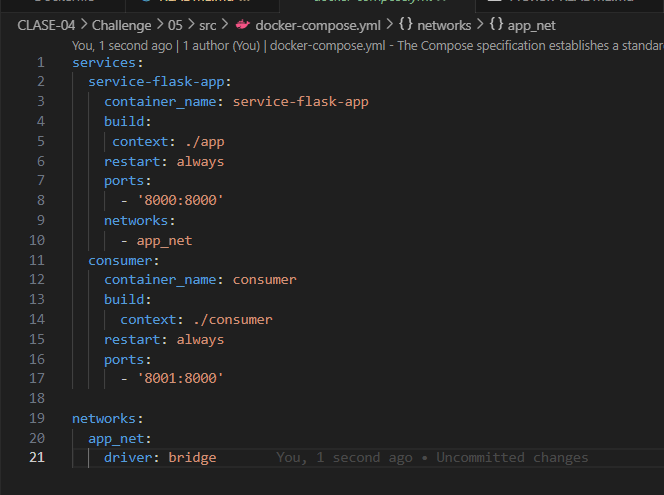 docker-compose.yml
CLASE-04 > Challenge > 05 > src > docker-compose.yml > {} networks > {} app_net
You, 1 second ago | 1 author (You) | docker-compose.yml - The Compose specification establishes a standar
1 services:
2   service-flask-app:
3     container_name: service-flask-app
4     build:
5      context: ./app
6     restart: always
7     ports:
8       - '8000:8000'
9     networks:
10       - app_net
11   consumer:
12     container_name: consumer
13     build:
14       context: ./consumer
15     restart: always
16     ports:
17       - '8001:8000'
18
19 networks:
20   app_net:
21     driver: bridge You, 1 second ago • Uncommitted changes